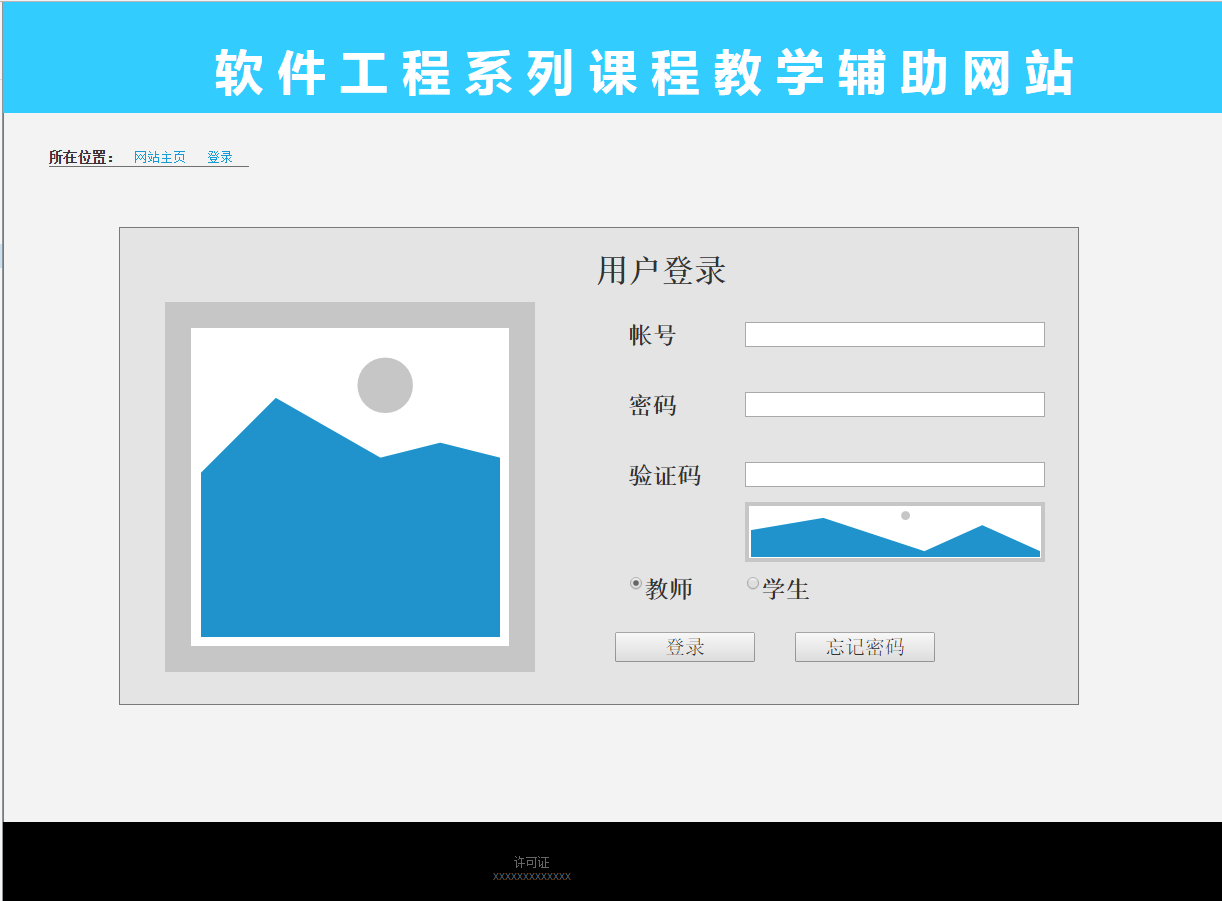 软件工程系列课程教学辅助网站
所在位置： 网站主页 登录
用户登录
帐号
密码
验证码
教师 学生
登录 忘记密码
许可证
XXXXXXXXXXXXX